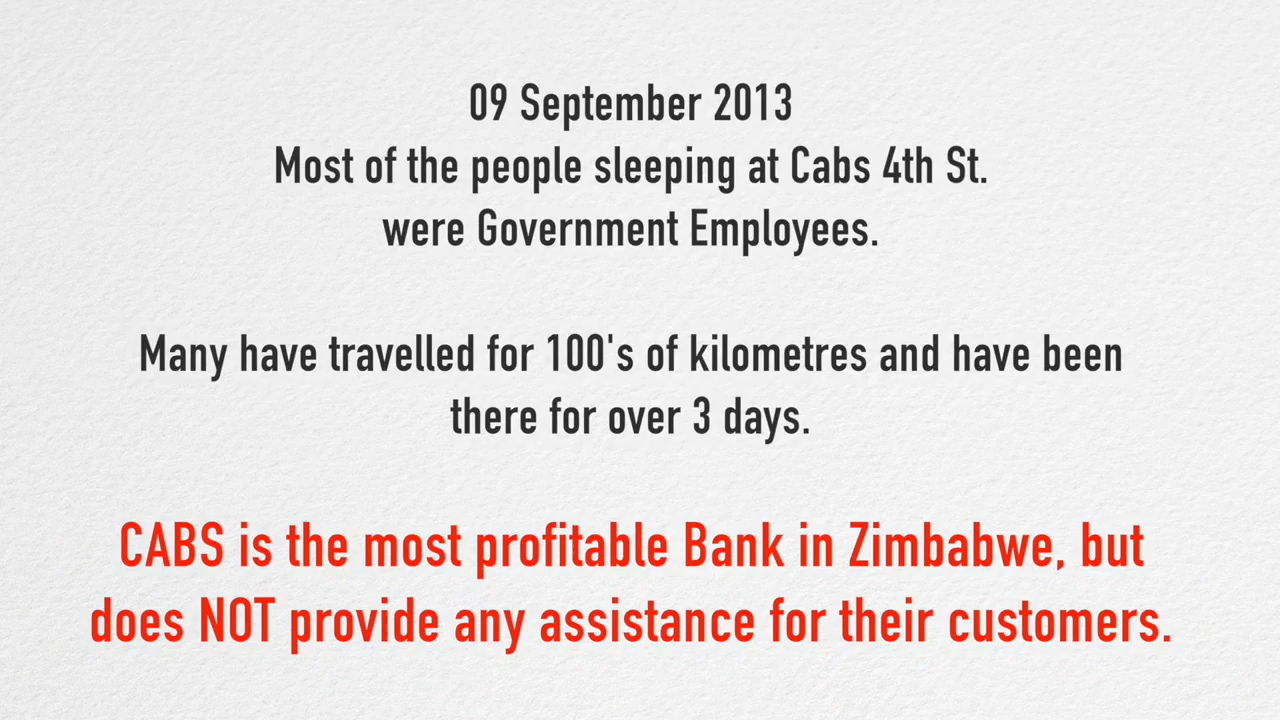 09 September 2013
Most of the people sleeping at Cabs 4th St.
were Government Employees.
Many have travelled for 100's of kilometres and have been
there for over 3 days.
CABS is the most profitable Bank in Zimbabwe, but
does NOT provide any assistance for their customers.